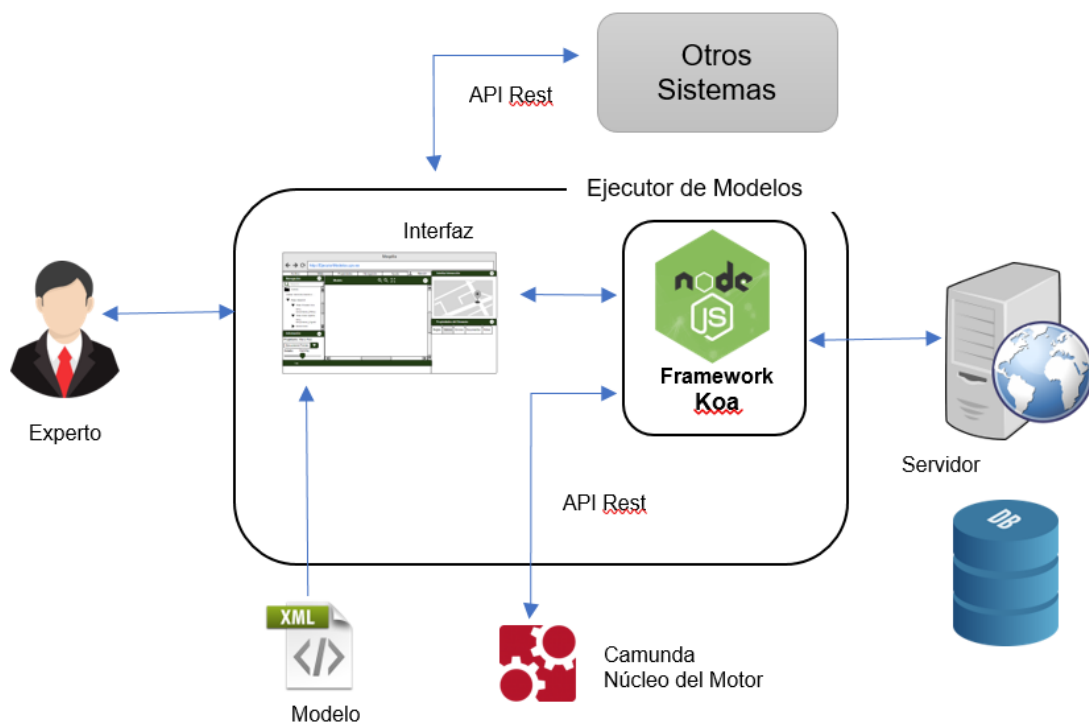 Otros
Sistemas
API Rest
Ejecutor de Modelos
Interfaz
node
JS
Framework
Koa
Experto
Servidor
API Rest
DB
XML
</>
Camunda
Núcleo del Motor
Modelo